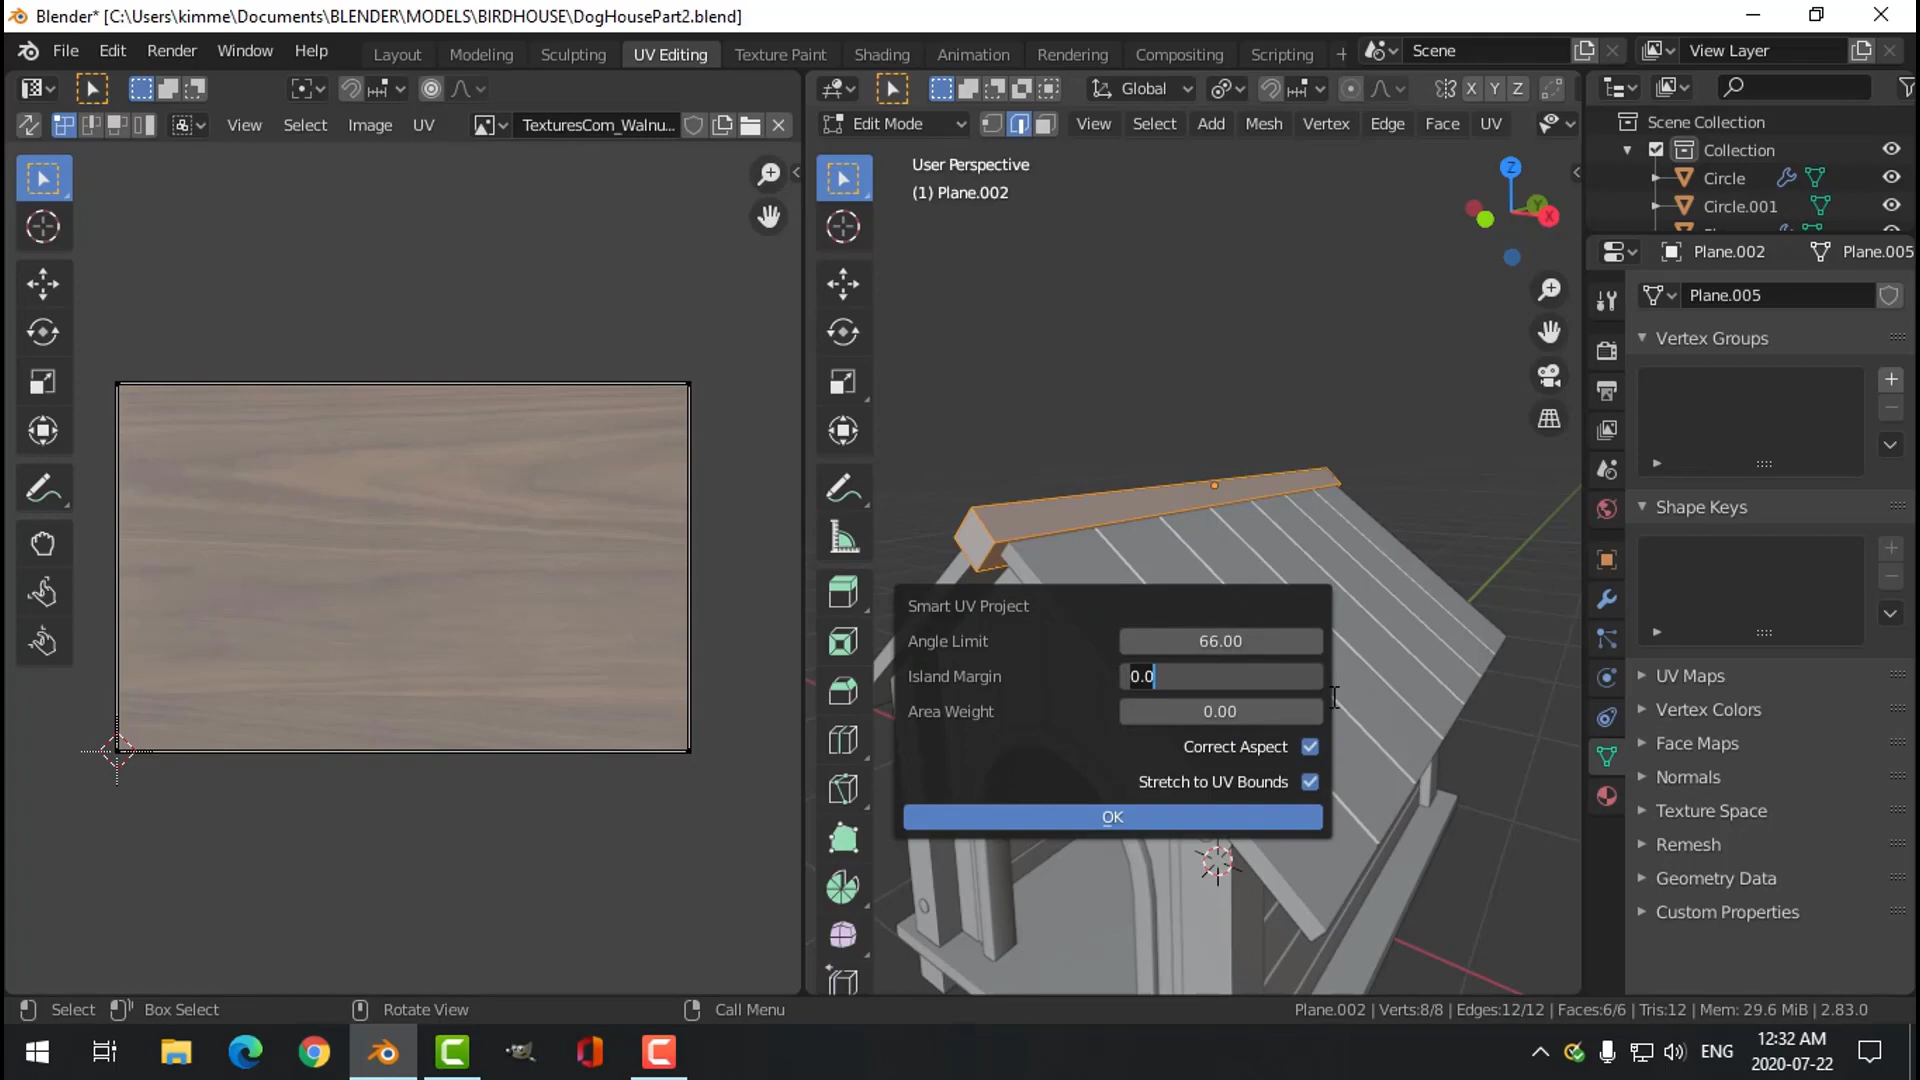 Blender* [C:\Users\kimme\Documents\BLENDER\MODELS\BIRDHOUSE\DogHousePart2.blend]
File Edit Render Window Help Layout Modeling Sculpting UV Editing Texture Paint Shading Animation Rendering Compositing Scripting + Scene View Layer
Global X Y Z
View Select Image UV TexturesCom_Walnu... Edit Mode View Select Add Mesh Vertex Edge Face UV
Scene Collection
Collection
Circle
Circle.001
User Perspective
(1) Plane.002
Z
Y
X
Plane.002 Plane.005
Plane.005
Vertex Groups
Shape Keys
Smart UV Project
Angle Limit 66.00
Island Margin 0.0
Area Weight 0.00
Correct Aspect
Stretch to UV Bounds
OK
UV Maps
Vertex Colors
Face Maps
Normals
Texture Space
Remesh
Geometry Data
Custom Properties
Select Box Select Rotate View Call Menu Plane.002 | Verts:8/8 | Edges:12/12 | Faces:6/6 | Tris:12 | Mem: 29.6 MiB | 2.83.0
ENG
12:32 AM
2020-07-22